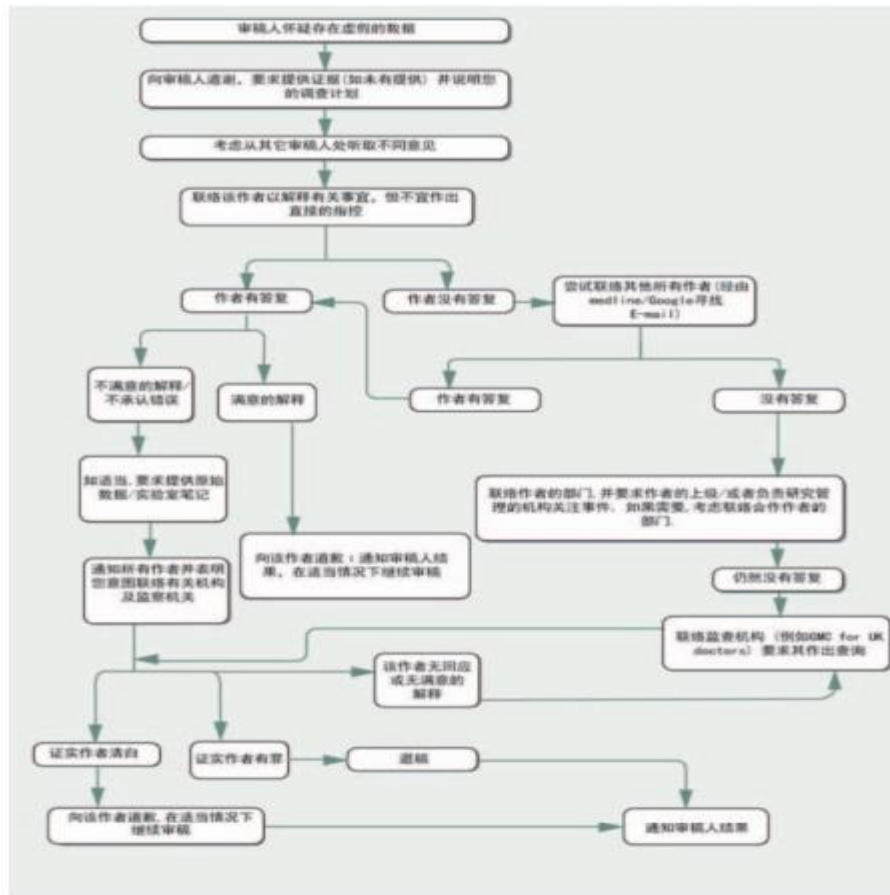 审稿人怀疑存在虚假的数据
向审稿人道谢，要求提供证据(如未有提供) 并说明您
的调查计划
考虑从其它审稿人处听取不同意见
联络该作者以解释有关事宜，但不宜作出
直接的指控
作者有答复
作者没有答复
尝试联络其他所有作者(经由
medline/Google寻找
E-mail)
不满意的解释/
不承认错误
满意的解释
作者有答复
没有答复
如适当,要求提供原始
数据/实验室笔记
联络作者的部门,并要求作者的上级/或者负责研究管
理的机构关注事件. 如果需要,考虑联络合作作者的
部门.
向该作者道歉：通知审稿人结
果，在适当情况下继续审稿
通知所有作者并表明
您意图联络有关机构
及监察机关
仍然没有答复
联络监查机构 (例如GMC for UK
doctors) 要求其作出查询
该作者无回应
或无满意的
解释
证实作者清白
证实作者有罪
退稿
向该作者道歉,在适当情况下
继续审稿
通知审稿人结果